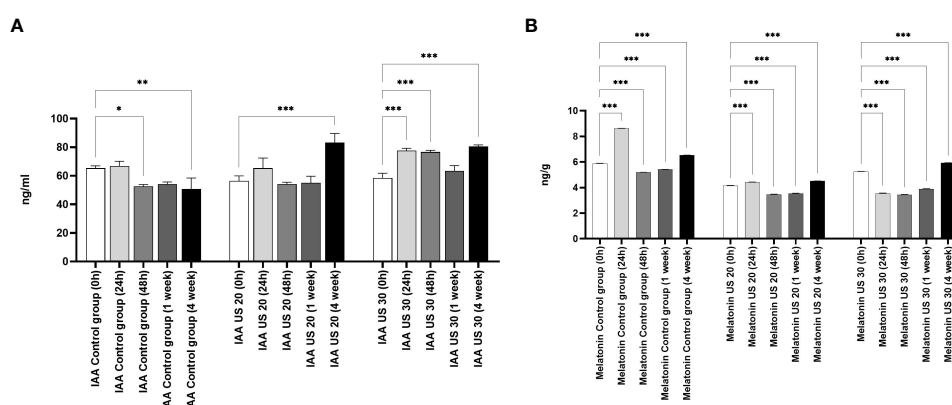 A
***
**
***
***
*
*** ***
100
80
60
40
20
0
ng/ml
IAA Control group (0h)
IAA Control group (24h)
IAA Control group (48h)
AA Control group (1 week)
AA Control group (4 week)
IAA US 20 (0h)
IAA US 20 (24h)
IAA US 20 (48h)
IAA US 20 (1 week)
IAA US 20 (4 week)
IAA US 30 (0h)
IAA US 30 (24h)
IAA US 30 (48h)
IAA US 30 (1 week)
IAA US 30 (4 week)
B
*** *** ***
*** *** ***
*** *** ***
*** *** ***
10
8
6
4
2
0
ng/g
Melatonin Control group (0h)
Melatonin Control group (24h)
Melatonin Control group (48h)
Melatonin Control group (1 week)
Melatonin Control group (4 week)
Melatonin US 20 (0h)
Melatonin US 20 (24h)
Melatonin US 20 (48h)
Melatonin US 20 (1 week)
Melatonin US 20 (4 week)
Melatonin US 30 (0h)
Melatonin US 30 (24h)
Melatonin US 30 (48h)
Melatonin US 30 (1 week)
Melatonin US 30 (4 week)